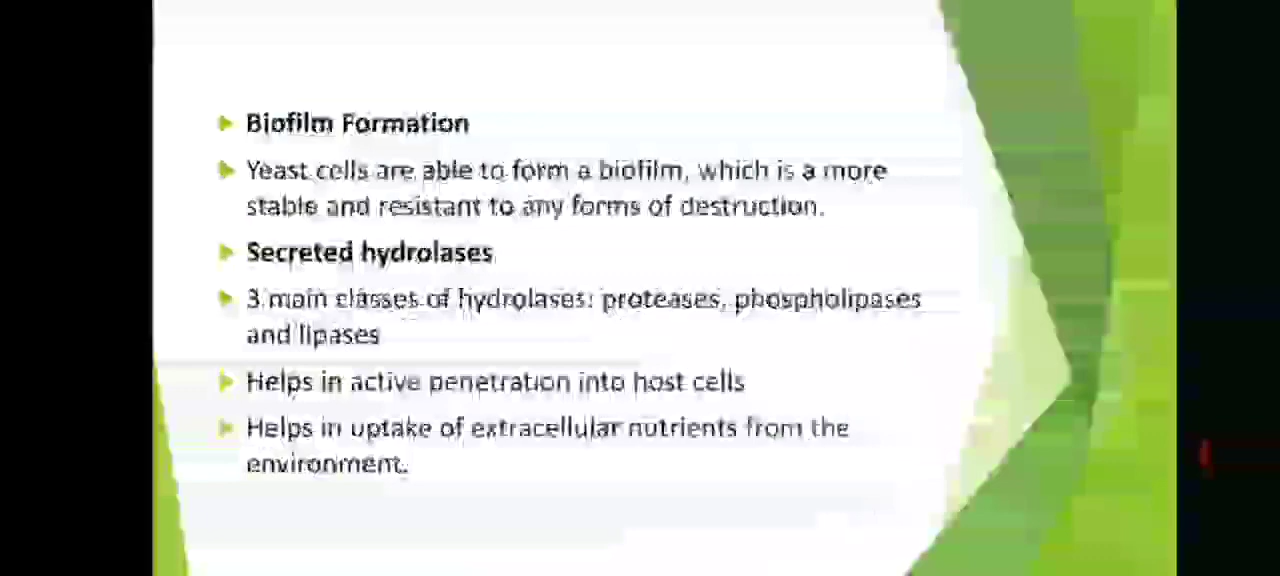 Biofilm Formation
Yeast cells are able to form a biofilm, which is a more
stable and resistant to any forms of destruction.
Secreted hydrolases
3 main classes of hydrolases: proteases, phospholipases
and lipases
Helps in active penetration into host cells
Helps in uptake of extracellular nutrients from the
environment.